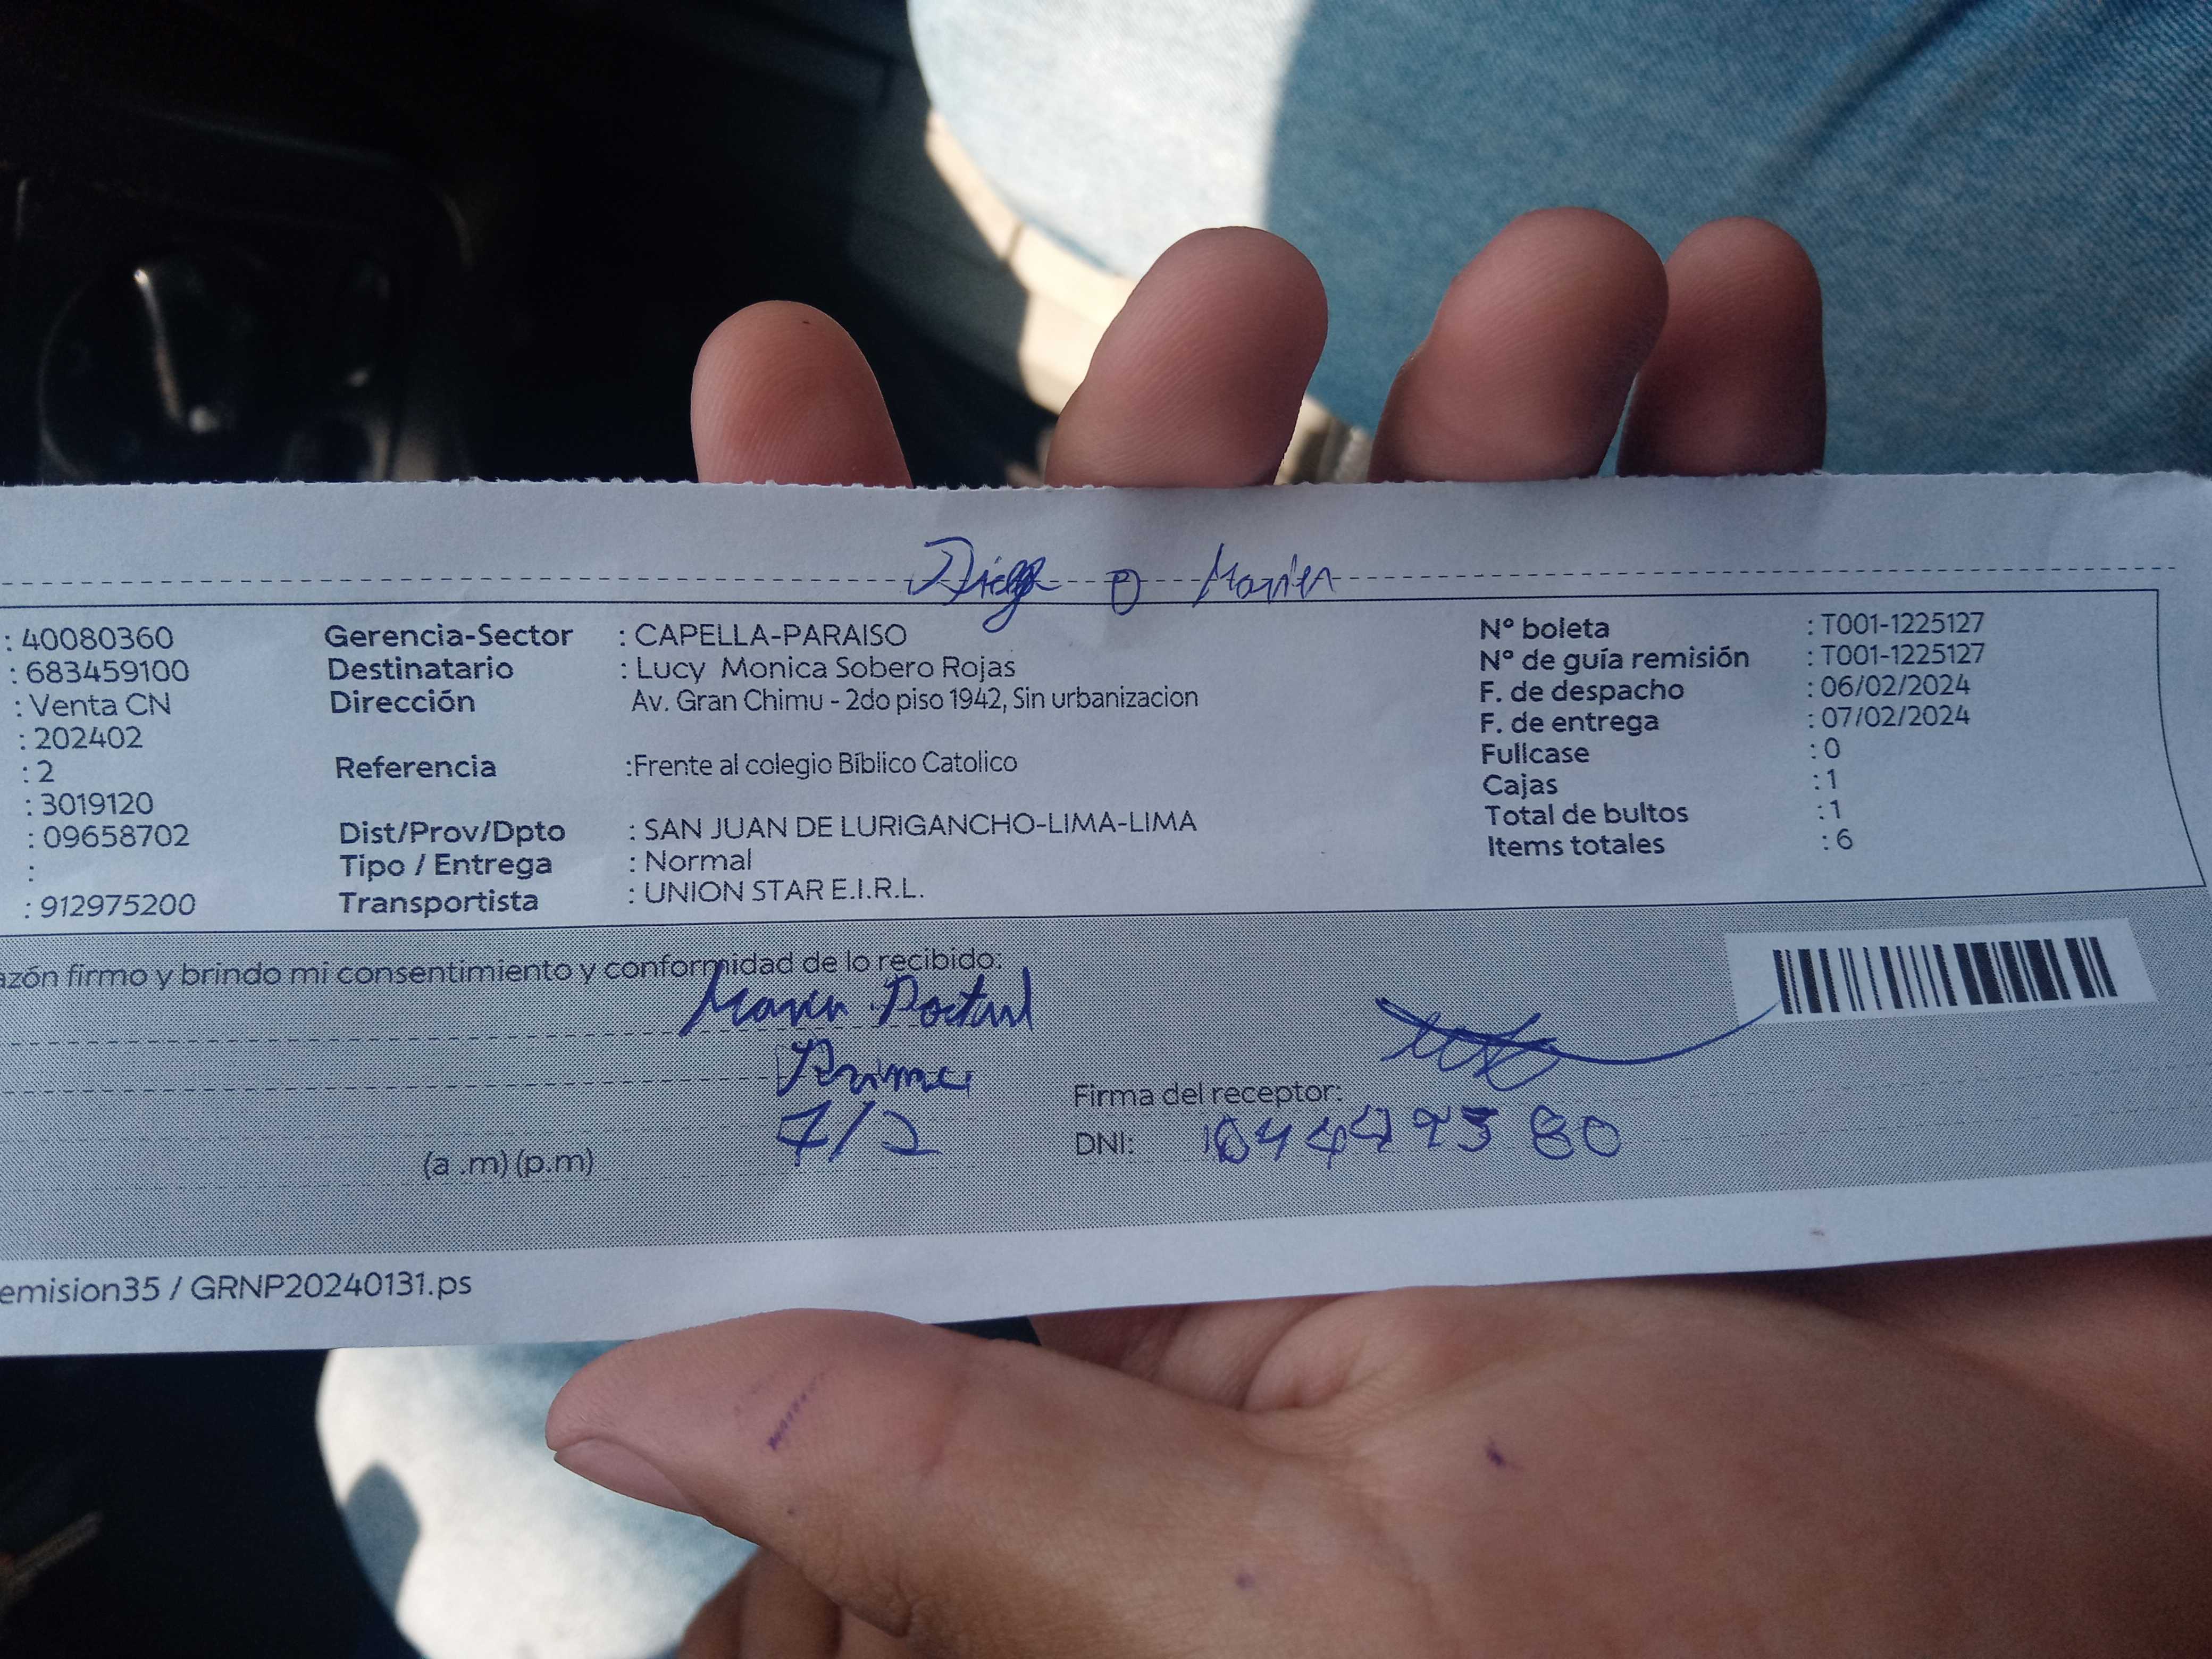 Diego o Maria
: 40080360 Gerencia-Sector : CAPELLA-PARAISO Nº boleta : T001-1225127
: 683459100 Destinatario : Lucy Monica Sobero Rojas Nº de guía remisión : T001-1225127
: Venta CN Dirección Av. Gran Chimu - 2do piso 1942, Sin urbanizacion F. de despacho : 06/02/2024
: 202402 F. de entrega : 07/02/2024
: 2 Referencia :Frente al colegio Bíblico Catolico Fullcase : 0
: 3019120 Cajas : 1
: 09658702 Dist/Prov/Dpto : SAN JUAN DE LURIGANCHO-LIMA-LIMA Total de bultos : 1
: Tipo / Entrega : Normal Items totales : 6
: 912975200 Transportista : UNION STAR E.I.R.L.
azón firmo y brindo mi consentimiento y conformidad de lo recibido:
Firma del receptor:
7/2
DNI:
(a .m) (p.m)
emision35 / GRNP20240131.ps